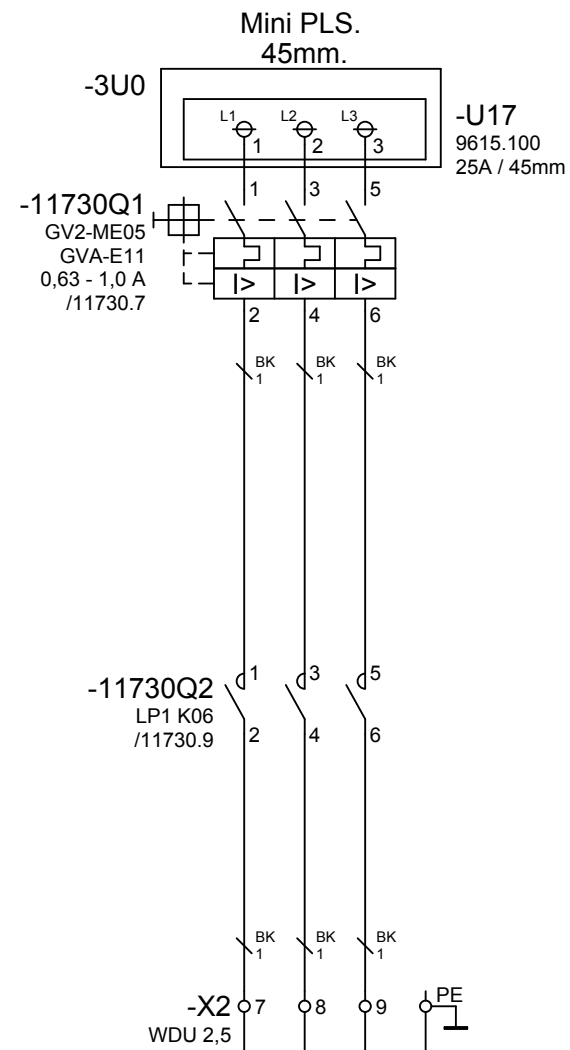 Mini PLS.
45mm.
-3U0
L1 L2 L3
1 2 3
-U17
9615.100
25A / 45mm
1 3 5
-11730Q1
GV2-ME05
GVA-E11
0,63 - 1,0 A
/11730.7
I> I> I>
2 4 6
BK BK BK
1 1 1
1 3 5
-11730Q2
LP1 K06
/11730.9
2 4 6
BK BK BK
1 1 1
-X2 7 8 9 PE
WDU 2,5